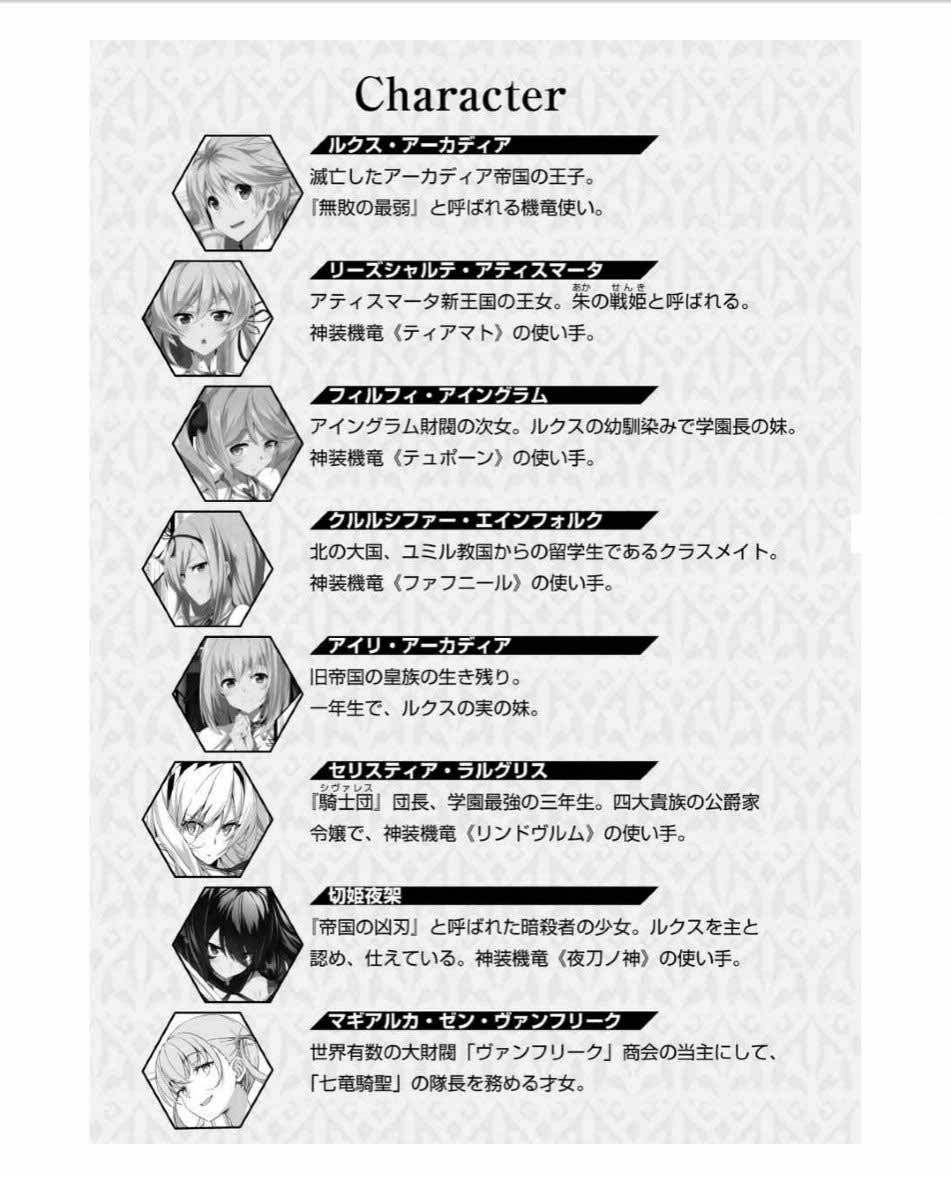 Character
ルクス・アーカディア
滅亡したアーカディア帝国の王子。
『無敗の最弱』と呼ばれる機竜使い。
リーズシャルテ・アティスマータ
あか せんき
アティスマータ新王国の王女。朱の戦姫と呼ばれる。
神装機竜《ティアマト》の使い手。
フィルフィ・アイングラム
アイングラム財閥の次女。ルクスの幼馴染みで学園長の妹。
神装機竜《テュポーン》の使い手。
クルルシファー・エインフォルク
北の大国、ユミル教国からの留学生であるクラスメイト。
神装機竜《ファフニール》の使い手。
アイリ・アーカディア
旧帝国の皇族の生き残り。
一年生で、ルクスの実の妹。
セリスティア・ラルグリス
シヴァレス
『騎士団』団長、学園最強の三年生。四大貴族の公爵家
令嬢で、神装機竜《リンドヴルム》の使い手。
切姫夜架
『帝国の凶刃』と呼ばれた暗殺者の少女。ルクスを主と
認め、仕えている。神装機竜《夜刀ノ神》の使い手。
マギアルカ・ゼン・ヴァンフリーク
世界有数の大財閥「ヴァンフリーク」商会の当主にして、
「七竜騎聖」の隊長を務める才女。